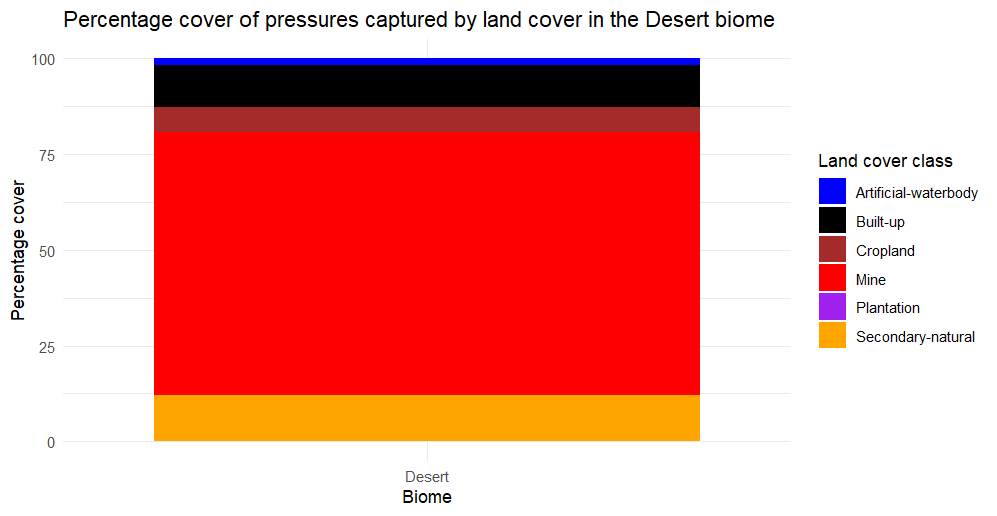 Percentage cover of pressures captured by land cover in the Desert biome
100
75
50
25
0
Percentage cover
Desert
Biome
Land cover class
Artificial-waterbody
Built-up
Cropland
Mine
Plantation
Secondary-natural